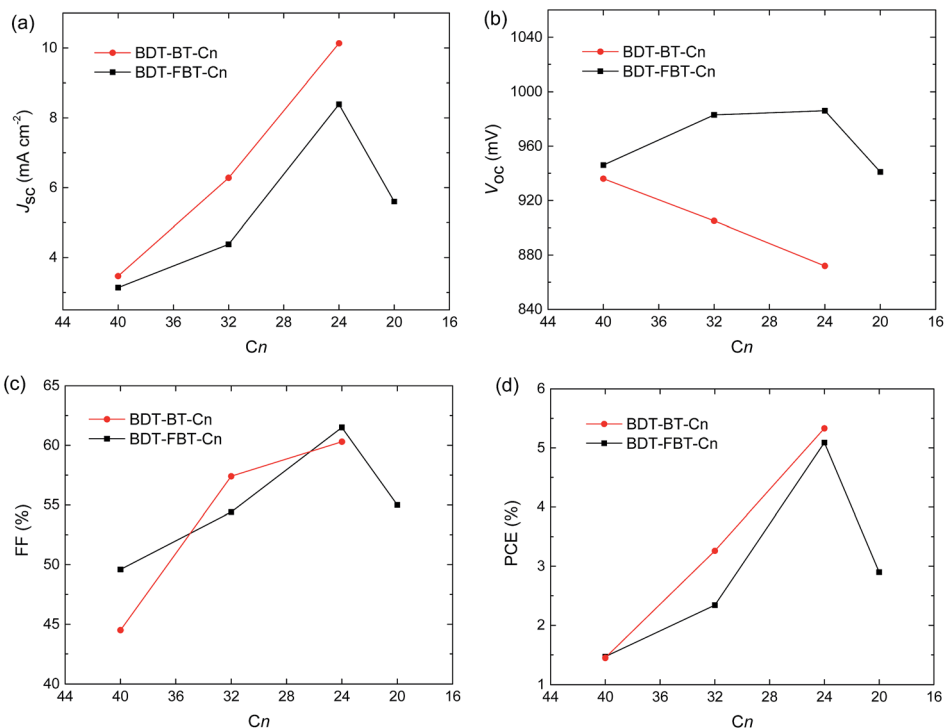 (a)
10
8
6
4
J_SC (mA cm⁻²)
BDT-BT-Cn
BDT-FBT-Cn
44 40 36 32 28 24 20 16
Cn
(b)
1040
1000
960
920
880
840
V_OC (mV)
BDT-BT-Cn
BDT-FBT-Cn
44 40 36 32 28 24 20 16
Cn
(c)
65
60
55
50
45
40
FF (%)
BDT-BT-Cn
BDT-FBT-Cn
44 40 36 32 28 24 20 16
Cn
(d)
6
5
4
3
2
1
PCE (%)
BDT-BT-Cn
BDT-FBT-Cn
44 40 36 32 28 24 20 16
Cn